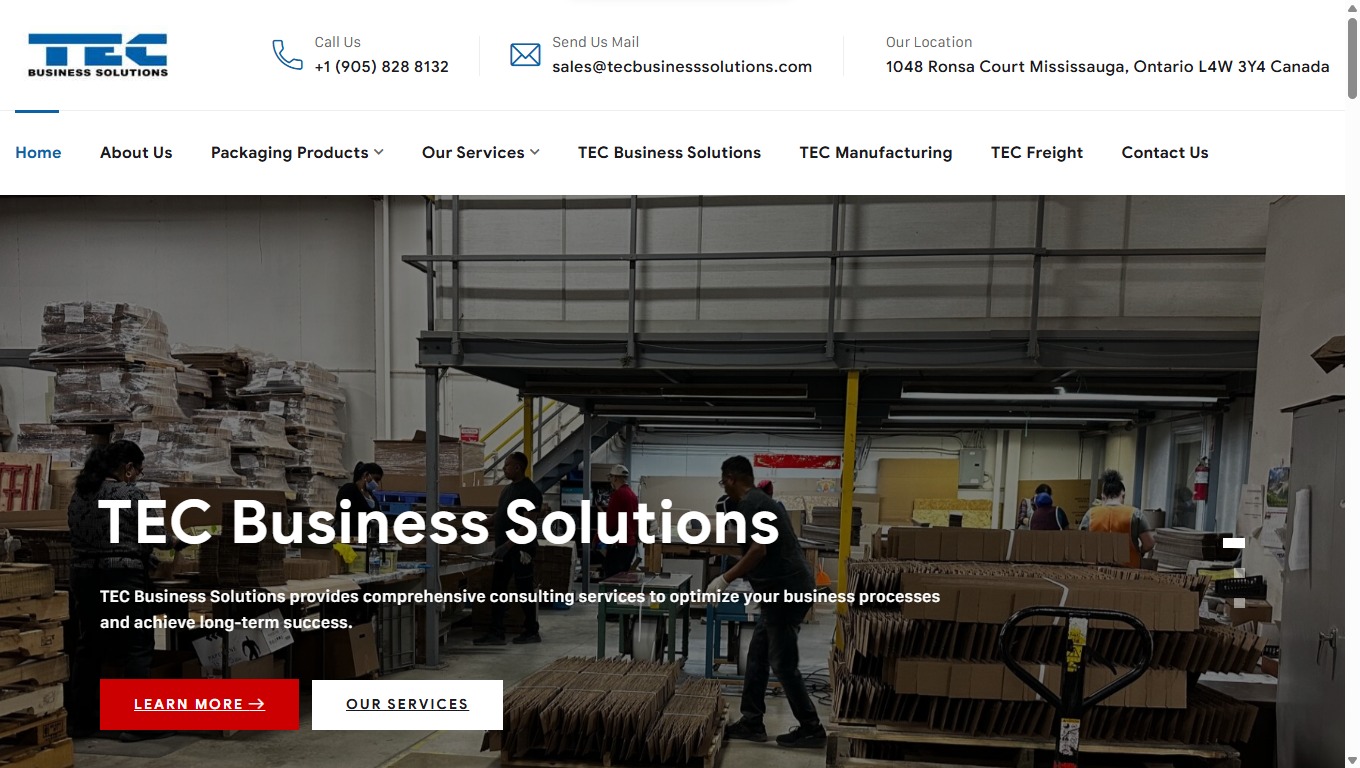 TEC
BUSINESS SOLUTIONS
Call Us
+1 (905) 828 8132
Send Us Mail
sales@tecbusinesssolutions.com
Our Location
1048 Ronsa Court Mississauga, Ontario L4W 3Y4 Canada
Home
About Us
Packaging Products
Our Services
TEC Business Solutions
TEC Manufacturing
TEC Freight
Contact Us
TEC Business Solutions
TEC Business Solutions provides comprehensive consulting services to optimize your business processes
and achieve long-term success.
LEARN MORE →
OUR SERVICES